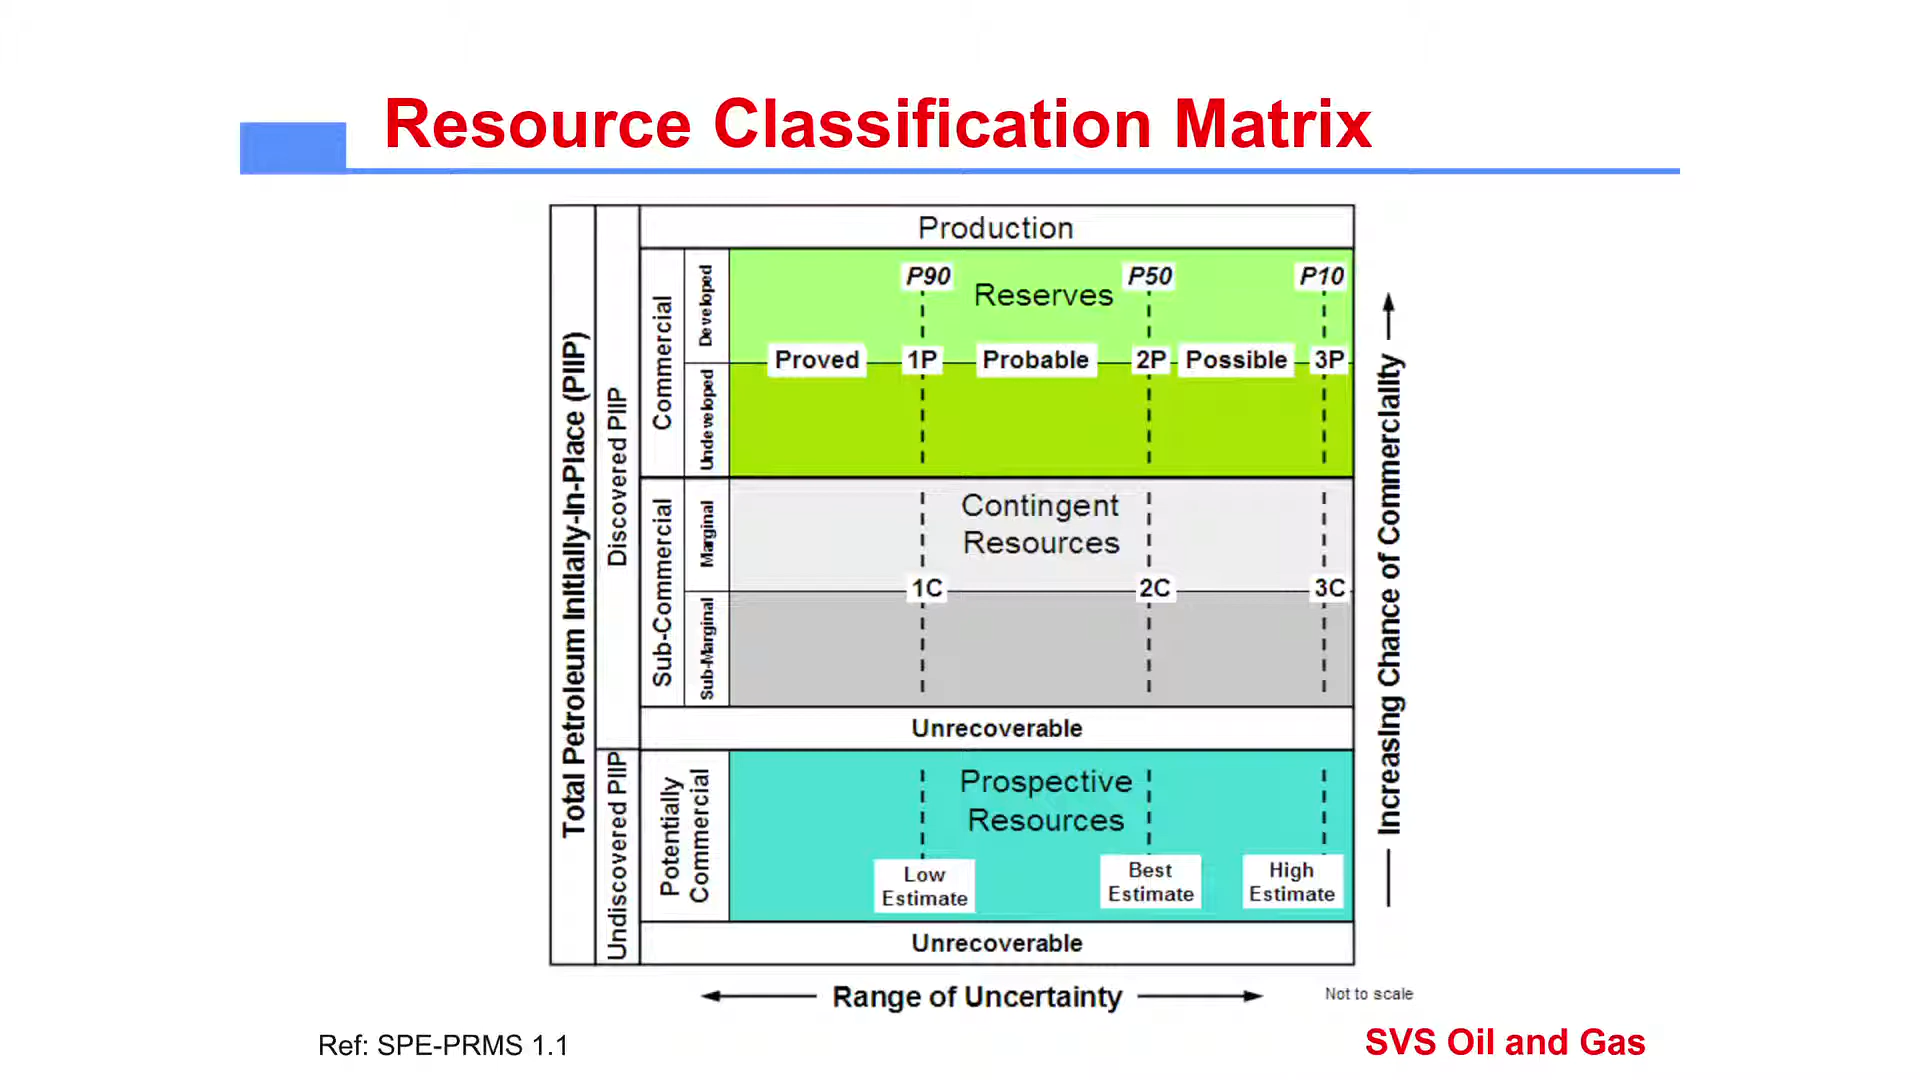 Resource Classification Matrix
Total Petroleum Initially-In-Place (PIIP)
Discovered PIIP
Undiscovered PIIP
Production
Commercial
Developed
Undeveloped
P90
P50
P10
Reserves
Proved
1P
Probable
2P
Possible
3P
Sub-Commercial
Marginal
Sub-Marginal
Contingent
Resources
1C
2C
3C
Unrecoverable
Potentially
Commercial
Prospective
Resources
Low
Estimate
Best
Estimate
High
Estimate
Unrecoverable
Increasing Chance of Commerciality
Range of Uncertainty
Not to scale
Ref: SPE-PRMS 1.1
SVS Oil and Gas